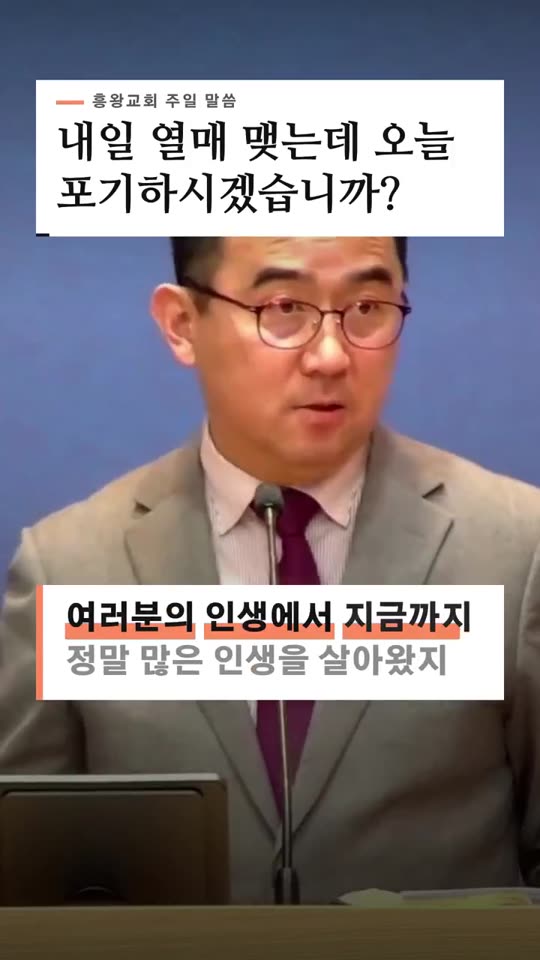 흥왕교회 주일 말씀
내일 열매 맺는데 오늘
포기하시겠습니까?
여러분의 인생에서 지금까지
정말 많은 인생을 살아왔지